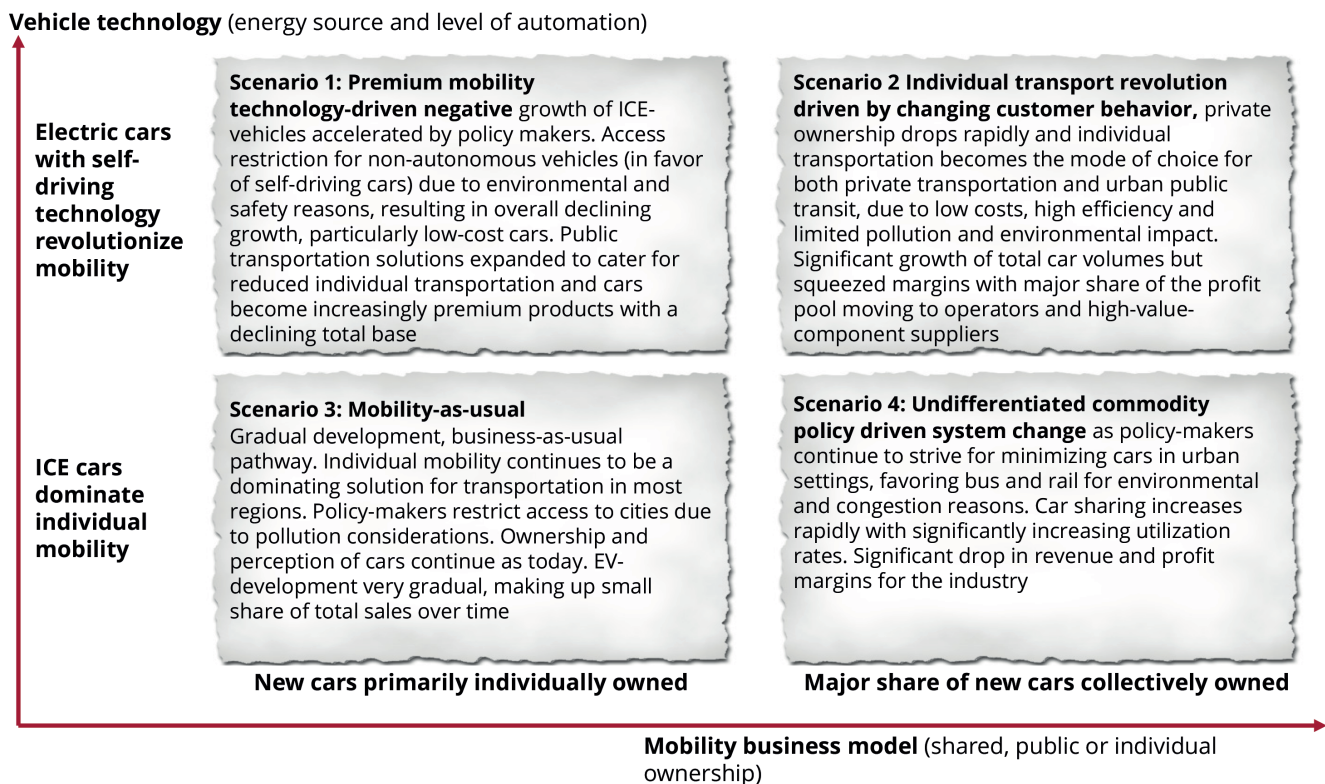 Vehicle technology (energy source and level of automation)
Electric cars
with self-
driving
technology
revolutionize
mobility
Scenario 1: Premium mobility
technology-driven negative growth of ICE-
vehicles accelerated by policy makers. Access
restriction for non-autonomous vehicles (in favor
of self-driving cars) due to environmental and
safety reasons, resulting in overall declining
growth, particularly low-cost cars. Public
transportation solutions expanded to cater for
reduced individual transportation and cars
become increasingly premium products with a
declining total base
Scenario 2 Individual transport revolution
driven by changing customer behavior, private
ownership drops rapidly and individual
transportation becomes the mode of choice for
both private transportation and urban public
transit, due to low costs, high efficiency and
limited pollution and environmental impact.
Significant growth of total car volumes but
squeezed margins with major share of the profit
pool moving to operators and high-value-
component suppliers
ICE cars
dominate
individual
mobility
Scenario 3: Mobility-as-usual
Gradual development, business-as-usual
pathway. Individual mobility continues to be a
dominating solution for transportation in most
regions. Policy-makers restrict access to cities due
to pollution considerations. Ownership and
perception of cars continue as today. EV-
development very gradual, making up small
share of total sales over time
Scenario 4: Undifferentiated commodity
policy driven system change as policy-makers
continue to strive for minimizing cars in urban
settings, favoring bus and rail for environmental
and congestion reasons. Car sharing increases
rapidly with significantly increasing utilization
rates. Significant drop in revenue and profit
margins for the industry
New cars primarily individually owned
Major share of new cars collectively owned
Mobility business model (shared, public or individual
ownership)